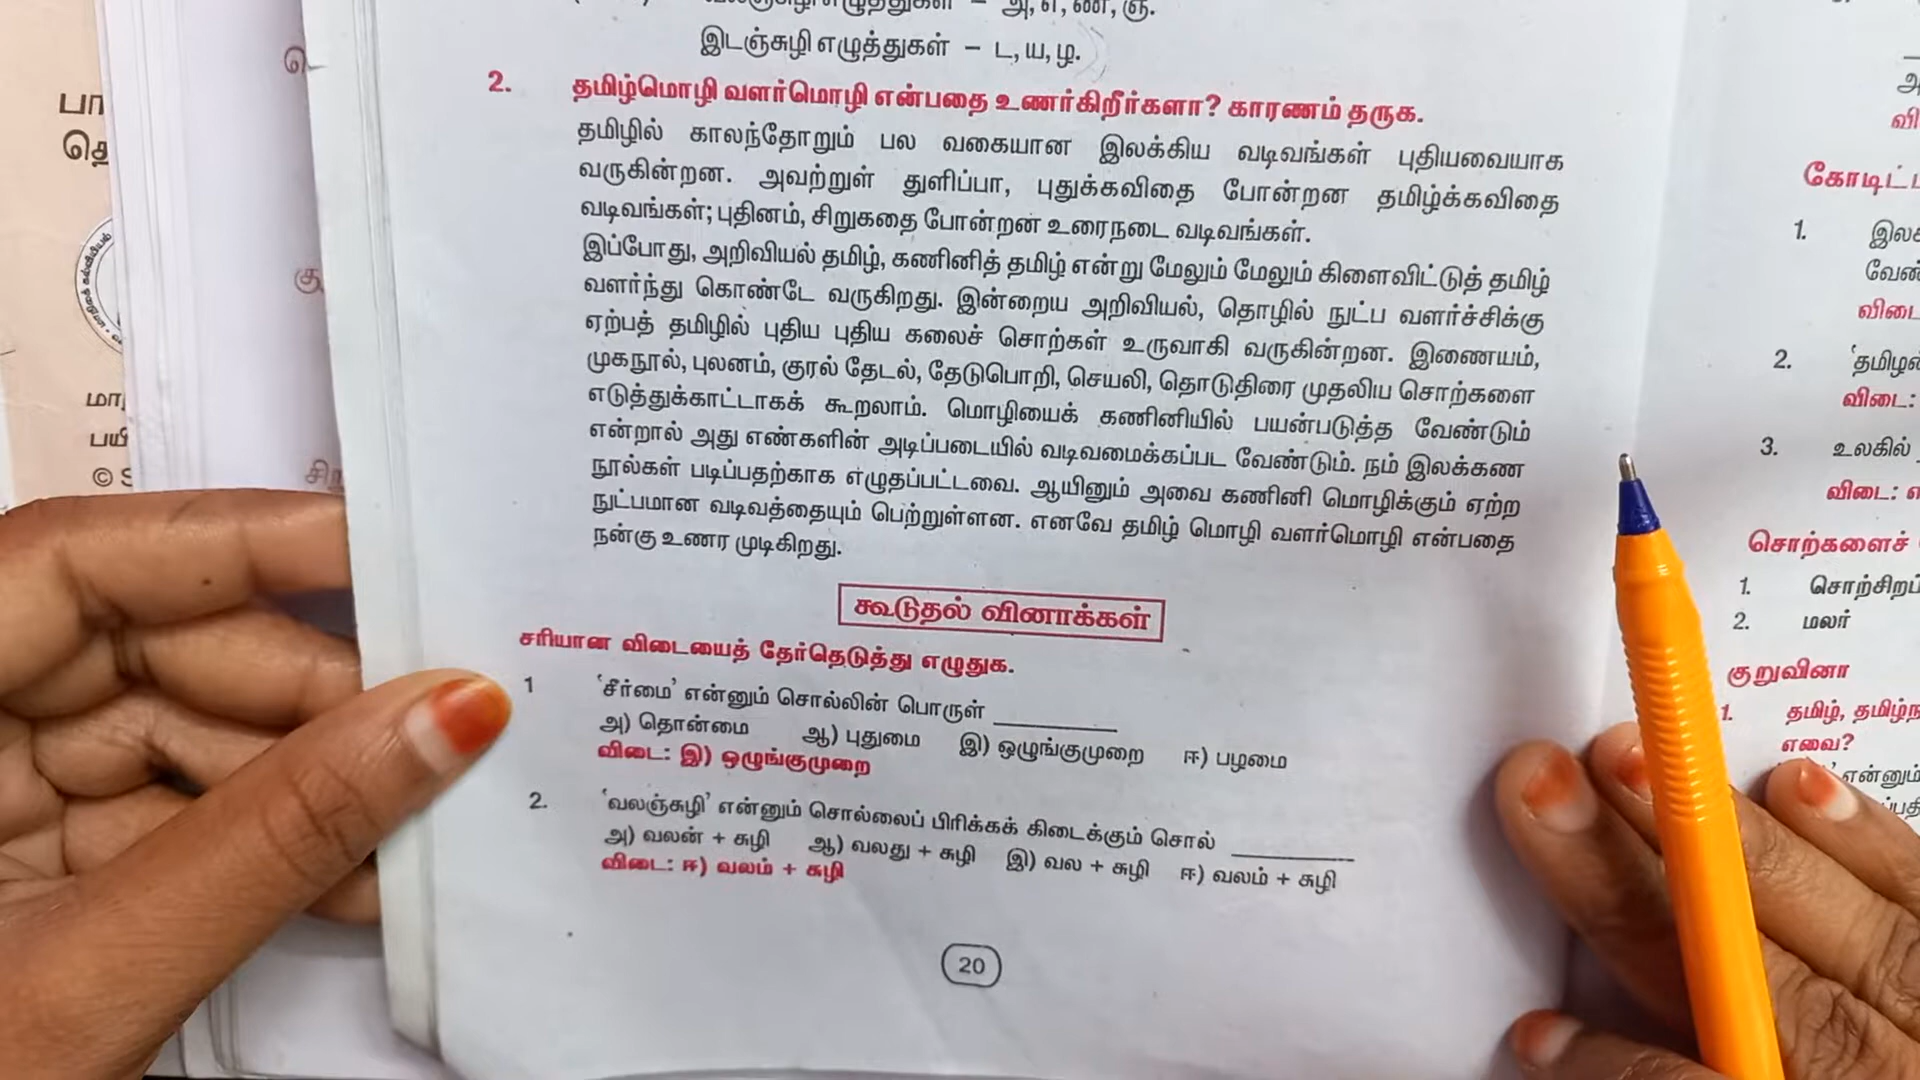 இடஞ்சுழி எழுத்துகள் – ட, ய, ழ.
2. தமிழ்மொழி வளர்மொழி என்பதை உணர்கிறீர்களா? காரணம் தருக.
தமிழில் காலந்தோறும் பல வகையான இலக்கிய வடிவங்கள் புதியவையாக
வருகின்றன. அவற்றுள் துளிப்பா, புதுக்கவிதை போன்றன தமிழ்க்கவிதை
வடிவங்கள்; புதினம், சிறுகதை போன்றன உரைநடை வடிவங்கள்.
இப்போது, அறிவியல் தமிழ், கணினித் தமிழ் என்று மேலும் மேலும் கிளைவிட்டுத் தமிழ்
வளர்ந்து கொண்டே வருகிறது. இன்றைய அறிவியல், தொழில் நுட்ப வளர்ச்சிக்கு
ஏற்பத் தமிழில் புதிய புதிய கலைச் சொற்கள் உருவாகி வருகின்றன. இணையம்,
முகநூல், புலனம், குரல் தேடல், தேடுபொறி, செயலி, தொடுதிரை முதலிய சொற்களை
எடுத்துக்காட்டாகக் கூறலாம். மொழியைக் கணினியில் பயன்படுத்த வேண்டும்
என்றால் அது எண்களின் அடிப்படையில் வடிவமைக்கப்பட வேண்டும். நம் இலக்கண
நூல்கள் படிப்பதற்காக எழுதப்பட்டவை. ஆயினும் அவை கணினி மொழிக்கும் ஏற்ற
நுட்பமான வடிவத்தையும் பெற்றுள்ளன. எனவே தமிழ் மொழி வளர்மொழி என்பதை
நன்கு உணர முடிகிறது.
கூடுதல் வினாக்கள்
சரியான விடையைத் தேர்தெடுத்து எழுதுக.
1 'சீர்மை' என்னும் சொல்லின் பொருள் ________
அ) தொன்மை ஆ) புதுமை இ) ஒழுங்குமுறை ஈ) பழமை
விடை: இ) ஒழுங்குமுறை
2. 'வலஞ்சுழி' என்னும் சொல்லைப் பிரிக்கக் கிடைக்கும் சொல் ________
அ) வலன் + சுழி ஆ) வலது + சுழி இ) வல + சுழி ஈ) வலம் + சுழி
விடை: ஈ) வலம் + சுழி
20
1.
2.
விடை:
3. உலகில்
விடை:
சொற்களைச்
1.
2. மலர்
குறுவினா
1. தமிழ்,
எவை?